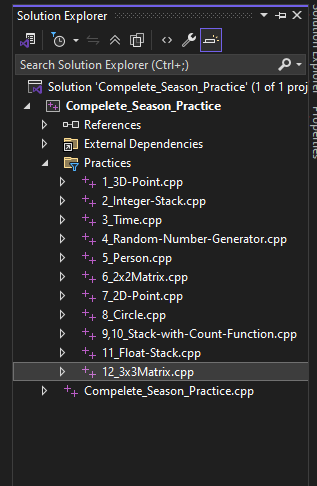 Solution Explorer
Search Solution Explorer (Ctrl+;)
Solution 'Compelete_Season_Practice' (1 of 1 proj
Compelete_Season_Practice
References
External Dependencies
Practices
1_3D-Point.cpp
2_Integer-Stack.cpp
3_Time.cpp
4_Random-Number-Generator.cpp
5_Person.cpp
6_2x2Matrix.cpp
7_2D-Point.cpp
8_Circle.cpp
9,10_Stack-with-Count-Function.cpp
11_Float-Stack.cpp
12_3x3Matrix.cpp
Compelete_Season_Practice.cpp
Solution Explorer
Properties